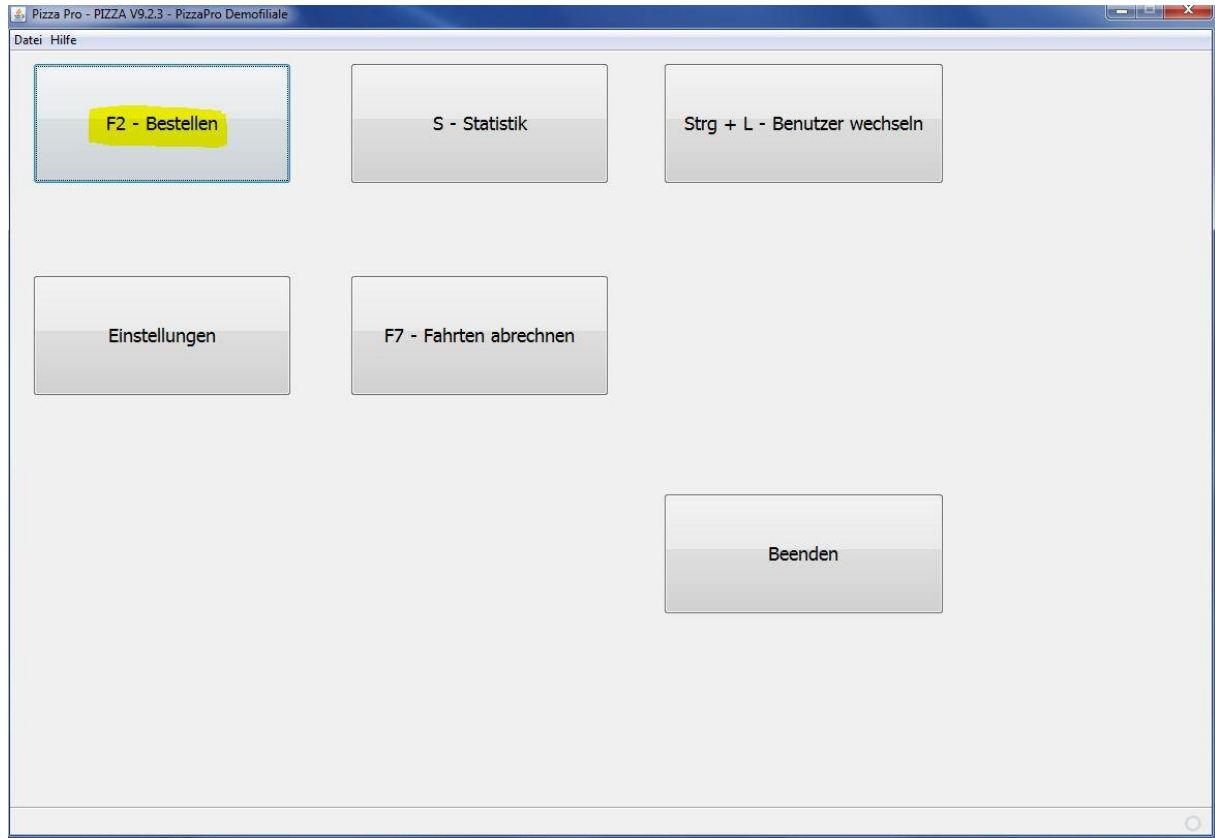 Pizza Pro - PIZZA V9.2.3 - PizzaPro Demofiliale
Datei Hilfe
F2 - Bestellen
S - Statistik
Strg + L - Benutzer wechseln
Einstellungen
F7 - Fahrten abrechnen
Beenden